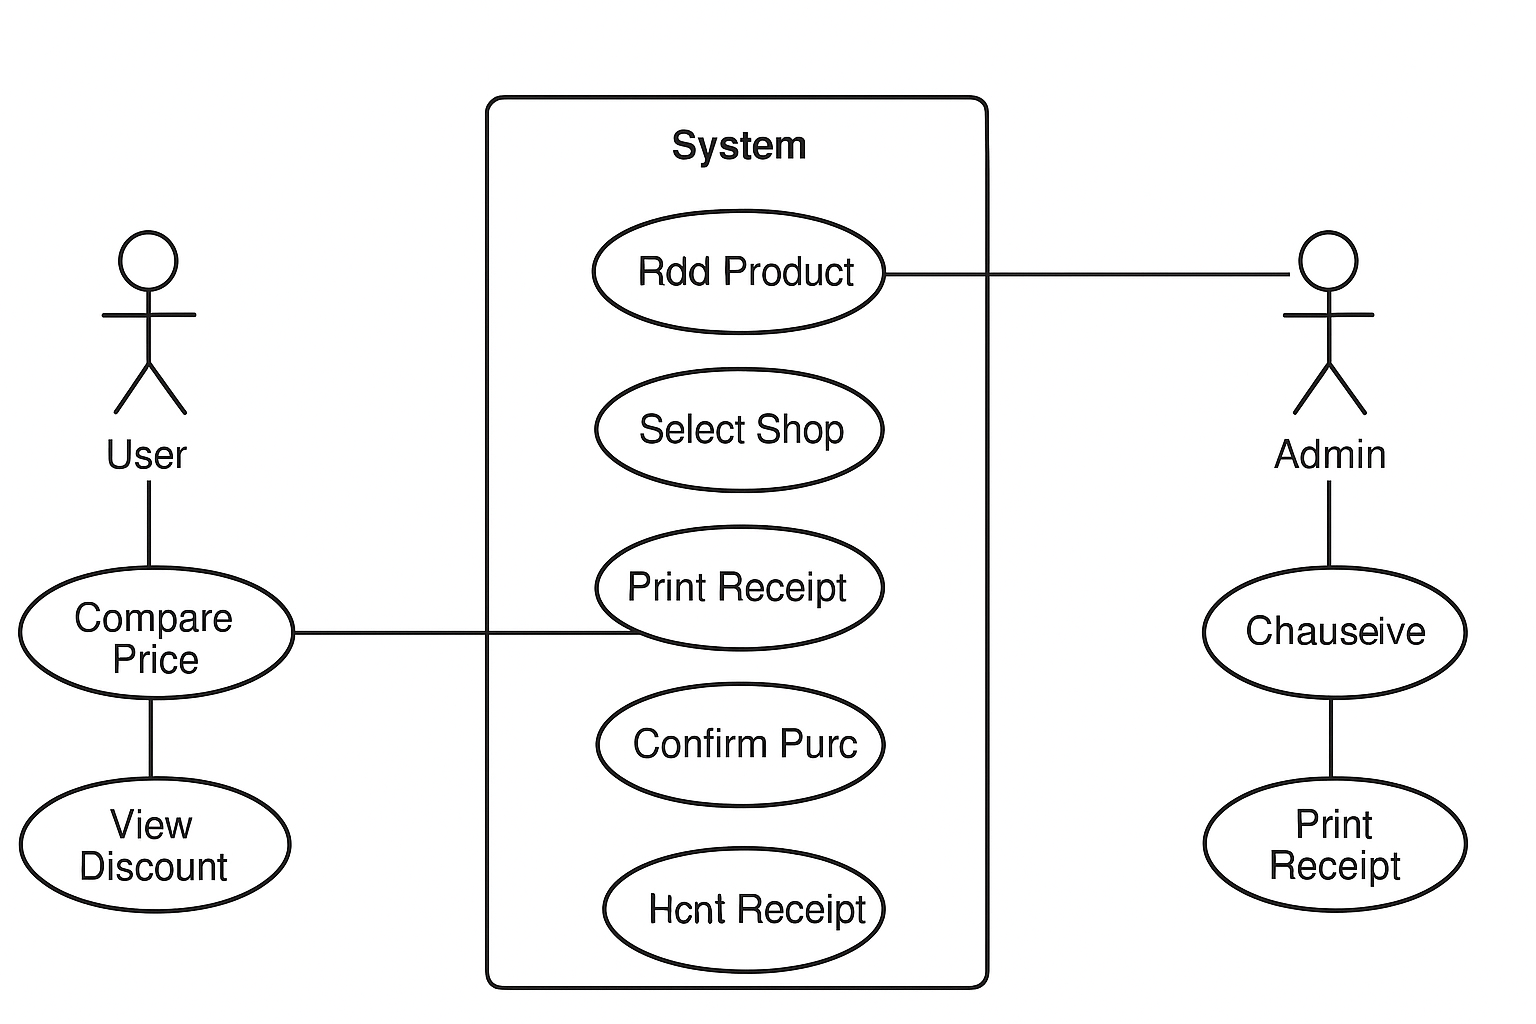 System
Rdd Product
Select Shop
Print Receipt
Confirm Purc
Hcnt Receipt
User
Compare
Price
View
Discount
Admin
Chauseive
Print
Receipt